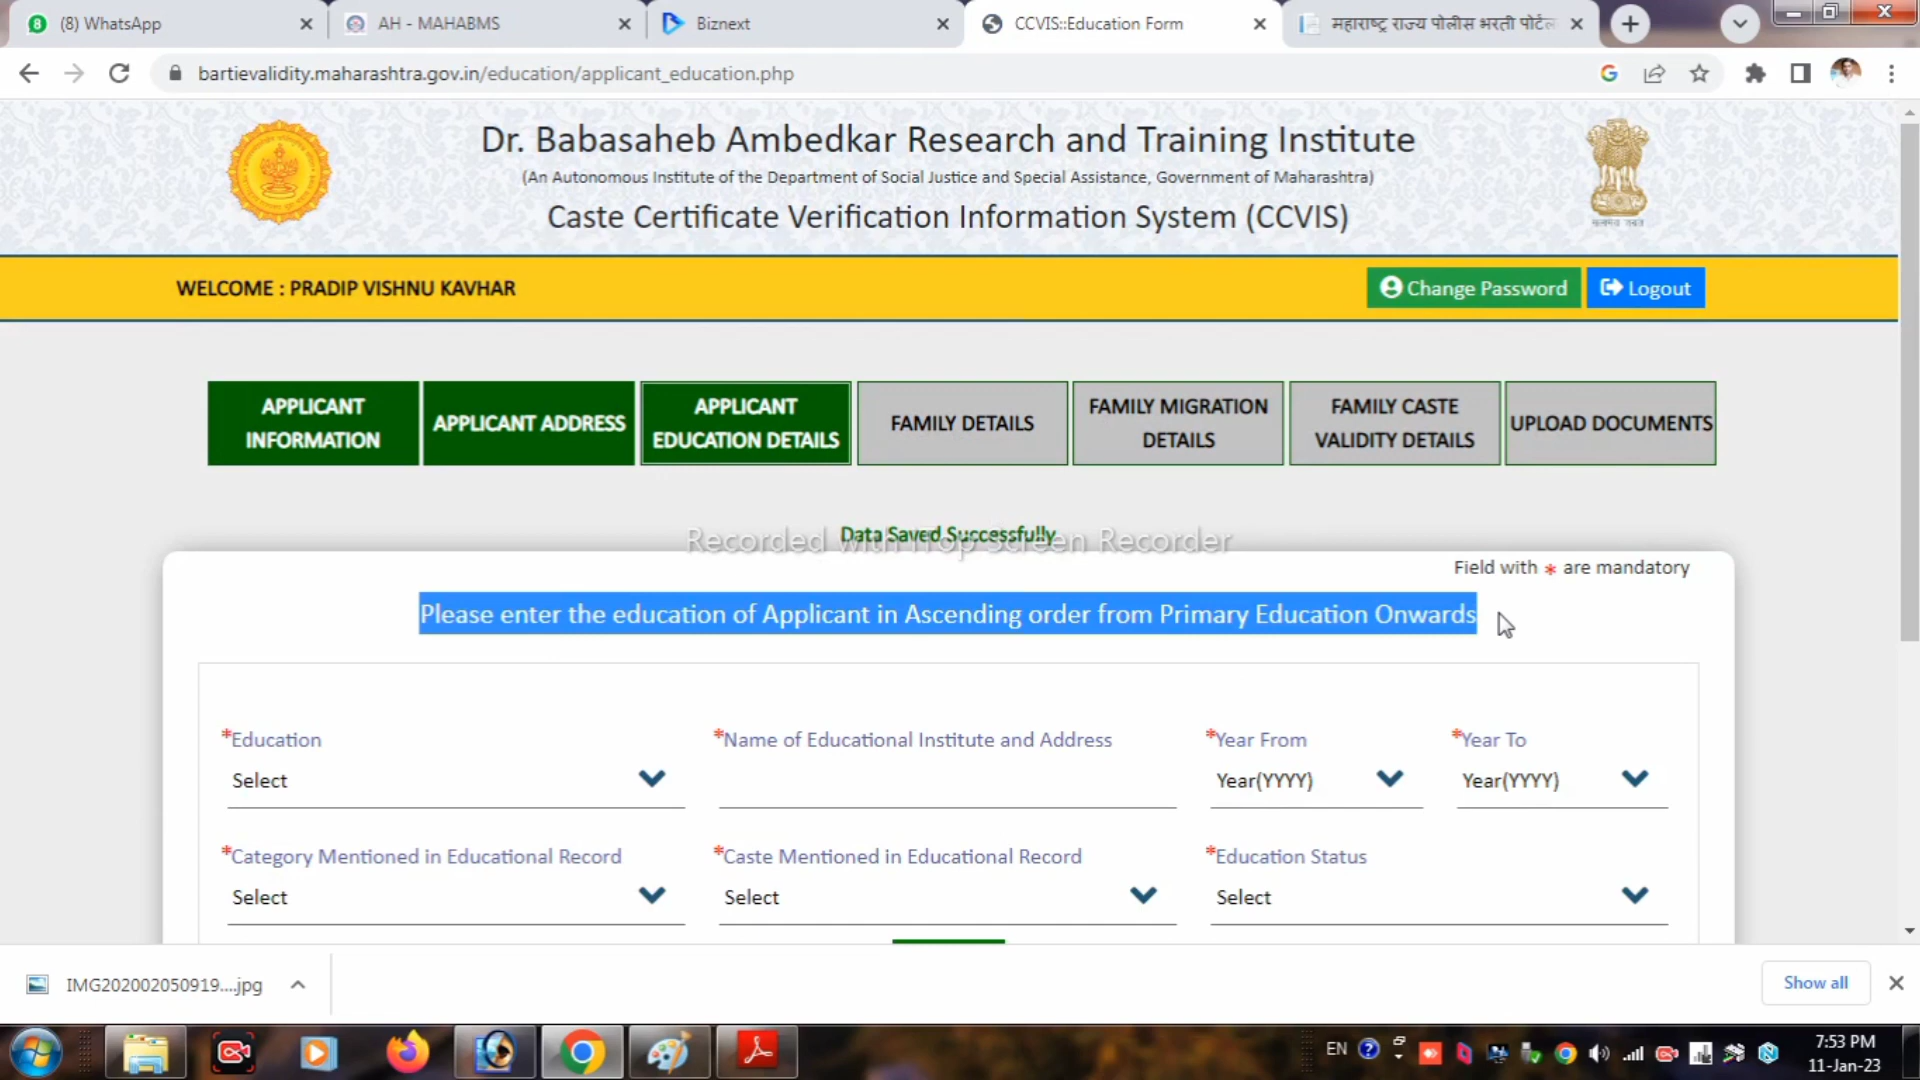 (8) WhatsApp
AH - MAHABMS
Biznext
CCVIS::Education Form
महाराष्ट्र राज्य पोलीस भरती पोर्टल
bartievalidity.maharashtra.gov.in/education/applicant_education.php
Dr. Babasaheb Ambedkar Research and Training Institute
(An Autonomous Institute of the Department of Social Justice and Special Assistance, Government of Maharashtra)
Caste Certificate Verification Information System (CCVIS)
WELCOME : PRADIP VISHNU KAVHAR
Change Password
Logout
APPLICANT INFORMATION
APPLICANT ADDRESS
APPLICANT EDUCATION DETAILS
FAMILY DETAILS
FAMILY MIGRATION DETAILS
FAMILY CASTE VALIDITY DETAILS
UPLOAD DOCUMENTS
Data Saved Successfully
Recorded with iTop Screen Recorder
Field with * are mandatory
Please enter the education of Applicant in Ascending order from Primary Education Onwards
*Education
*Name of Educational Institute and Address
*Year From
*Year To
Select
Year(YYYY)
Year(YYYY)
*Category Mentioned in Educational Record
*Caste Mentioned in Educational Record
*Education Status
Select
Select
Select
IMG202002050919....jpg
Show all
EN
7:53 PM
11-Jan-23